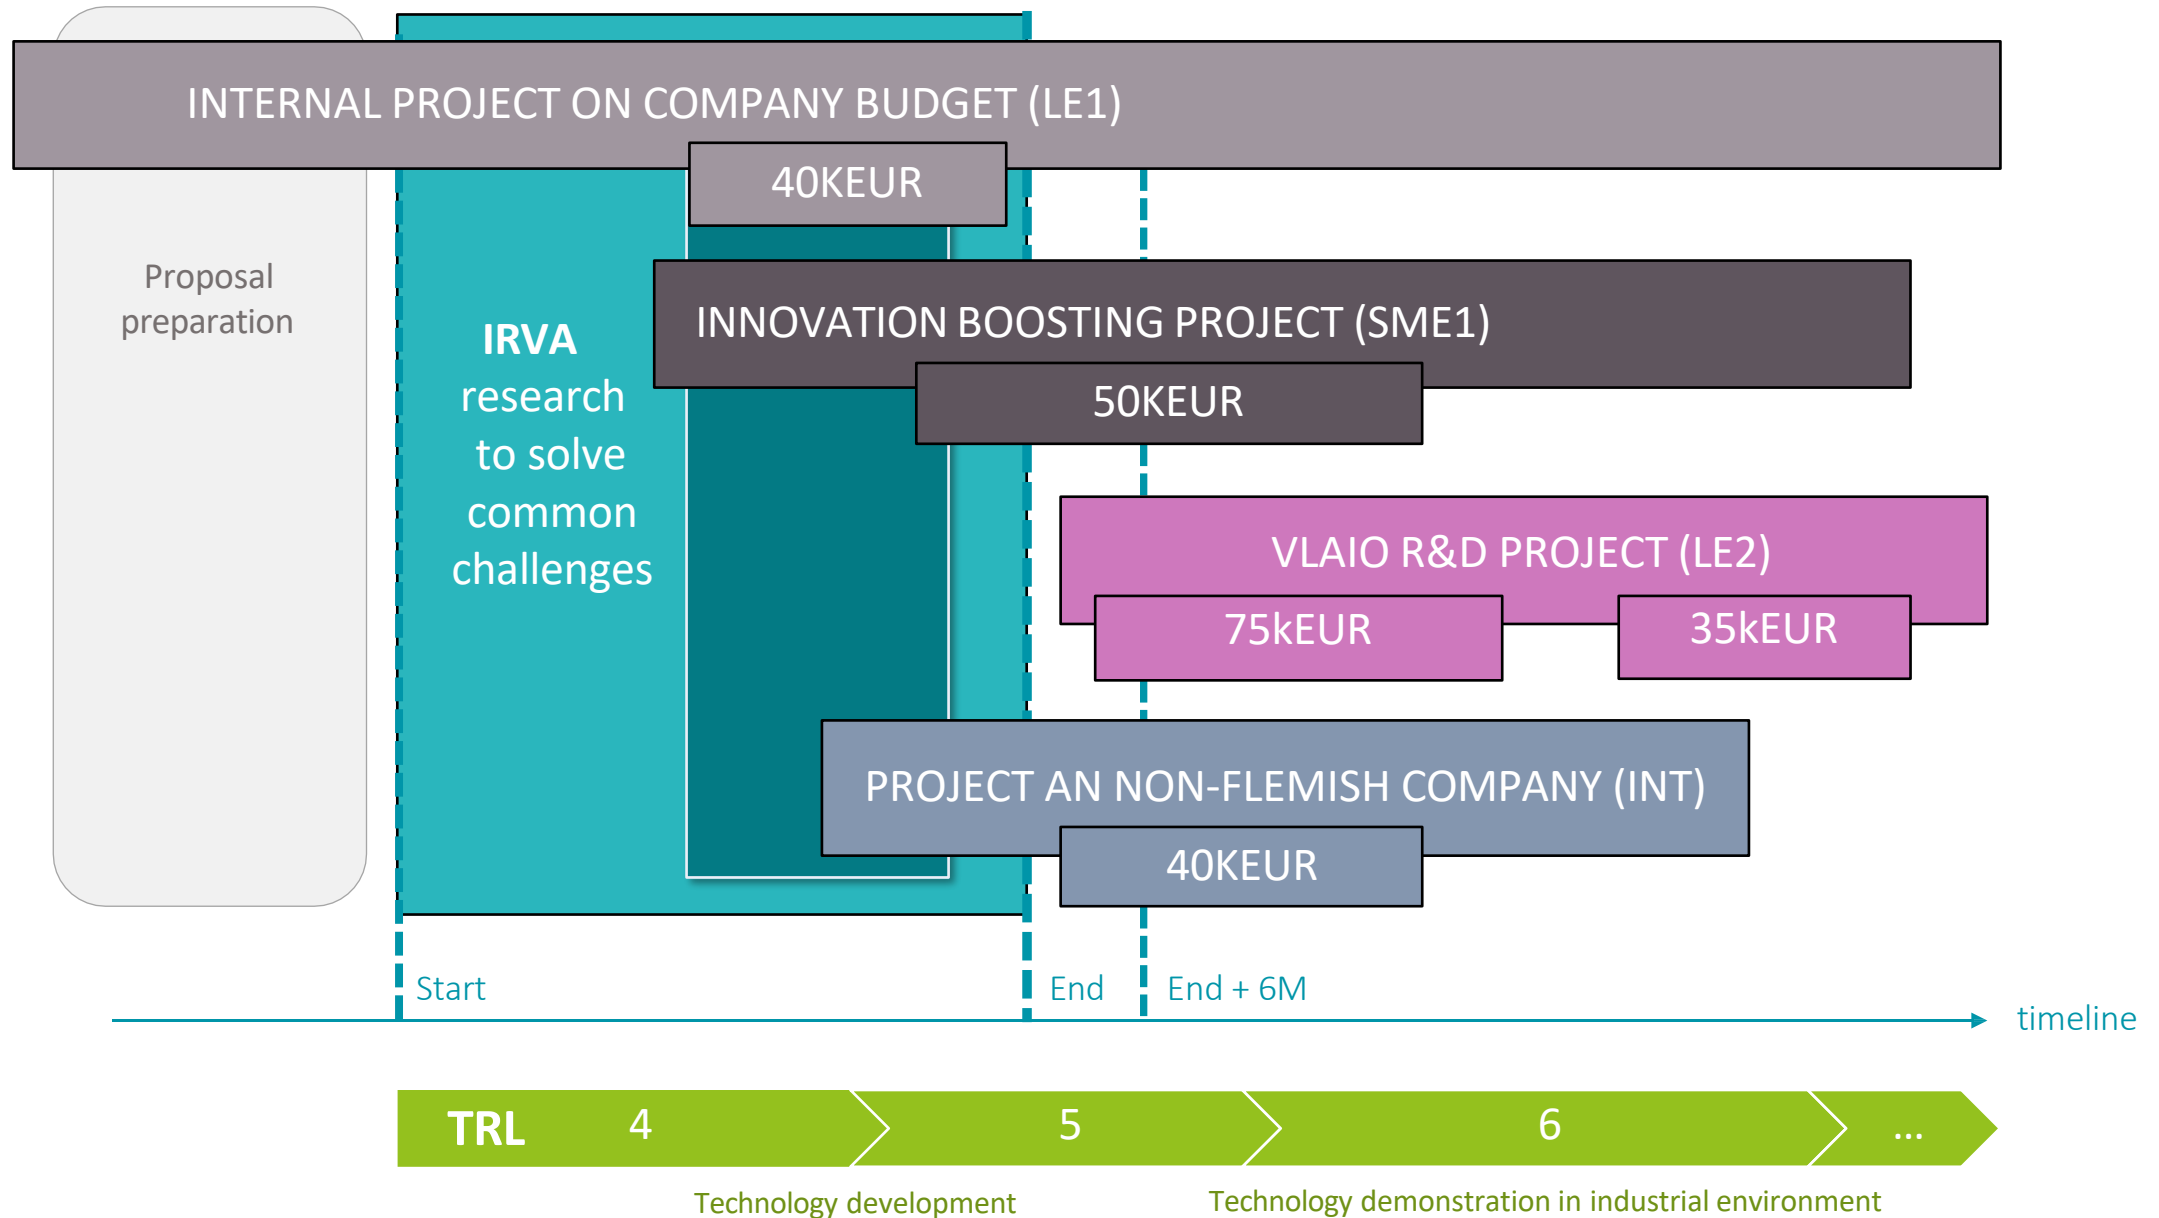 INTERNAL PROJECT ON COMPANY BUDGET (LE1)
40KEUR
Proposal
preparation
IRVA
research
to solve
common
challenges
INNOVATION BOOSTING PROJECT (SME1)
50KEUR
VLAIO R&D PROJECT (LE2)
75kEUR
35kEUR
PROJECT AN NON-FLEMISH COMPANY (INT)
40KEUR
Start
End
End + 6M
timeline
TRL 4 5 6 ...
Technology development
Technology demonstration in industrial environment